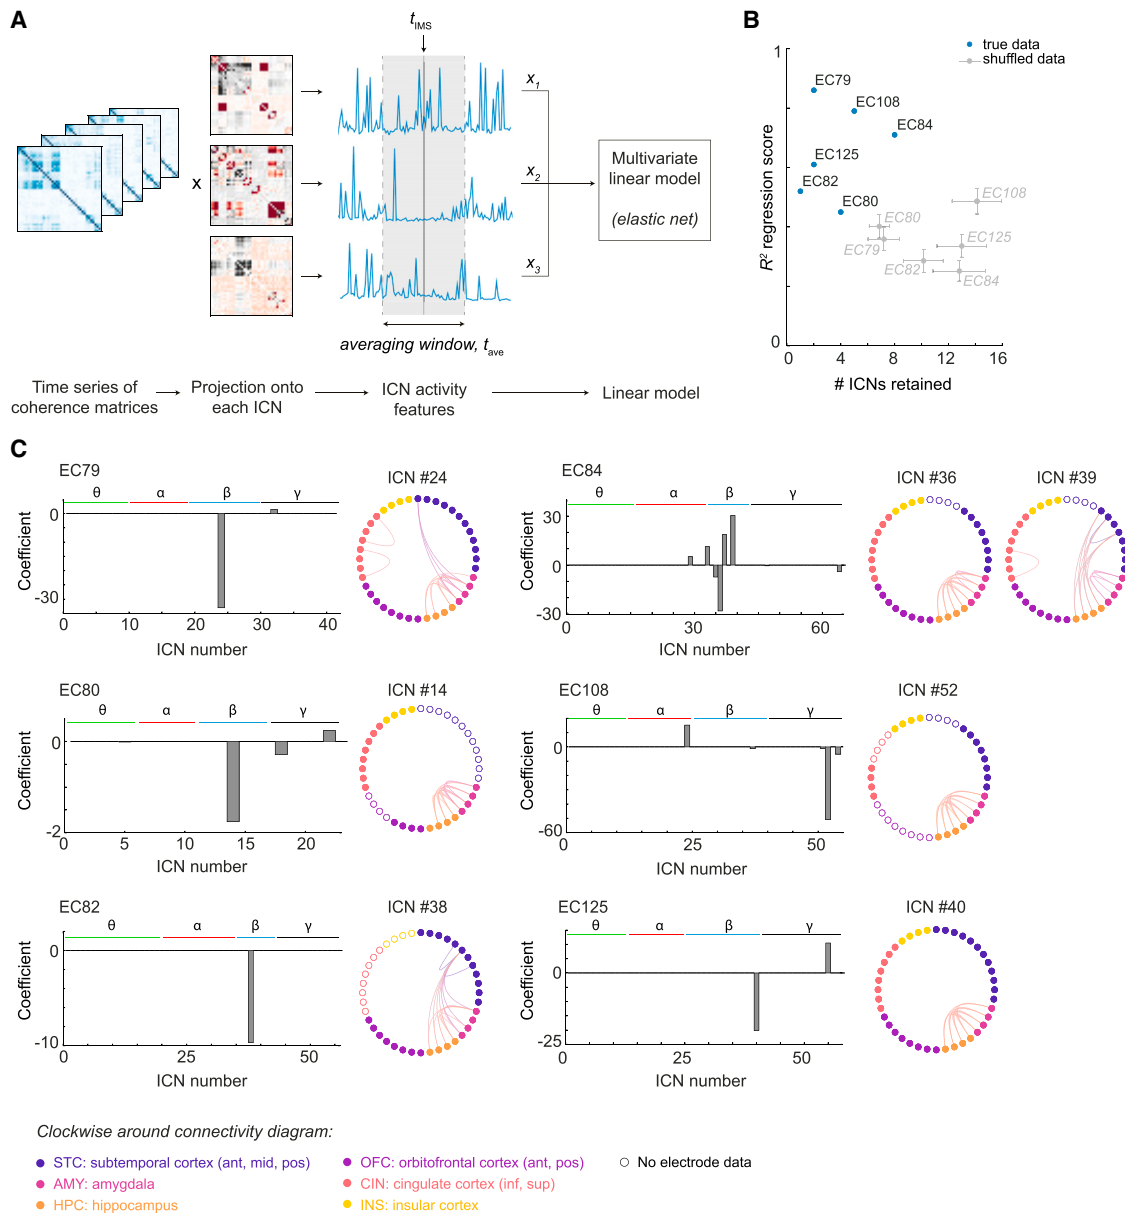 A
t IMS
x
x1
x2
x3
Multivariate
linear model
(elastic net)
averaging window, t ave
Time series of
coherence matrices
Projection onto
each ICN
ICN activity
features
Linear model
B
true data
shuffled data
1
0
R2 regression score
EC79
EC108
EC84
EC125
EC82
EC80
EC108
EC80
EC79
EC125
EC82
EC84
0 4 8 12 16
# ICNs retained
C
EC79
θ α β γ
0
-30
Coefficient
0 10 20 30 40
ICN number
ICN #24
EC84
θ α β γ
30
0
-30
Coefficient
0 30 60
ICN number
ICN #36
ICN #39
EC80
θ α β γ
0
-2
Coefficient
0 5 10 15 20
ICN number
ICN #14
EC108
θ α β γ
0
-60
Coefficient
0 25 50
ICN number
ICN #52
EC82
θ α β γ
0
-10
Coefficient
0 25 50
ICN number
ICN #38
EC125
θ α β γ
0
-25
Coefficient
0 25 50
ICN number
ICN #40
Clockwise around connectivity diagram:
STC: subtemporal cortex (ant, mid, pos)
AMY: amygdala
HPC: hippocampus
OFC: orbitofrontal cortex (ant, pos)
CIN: cingulate cortex (inf, sup)
INS: insular cortex
No electrode data